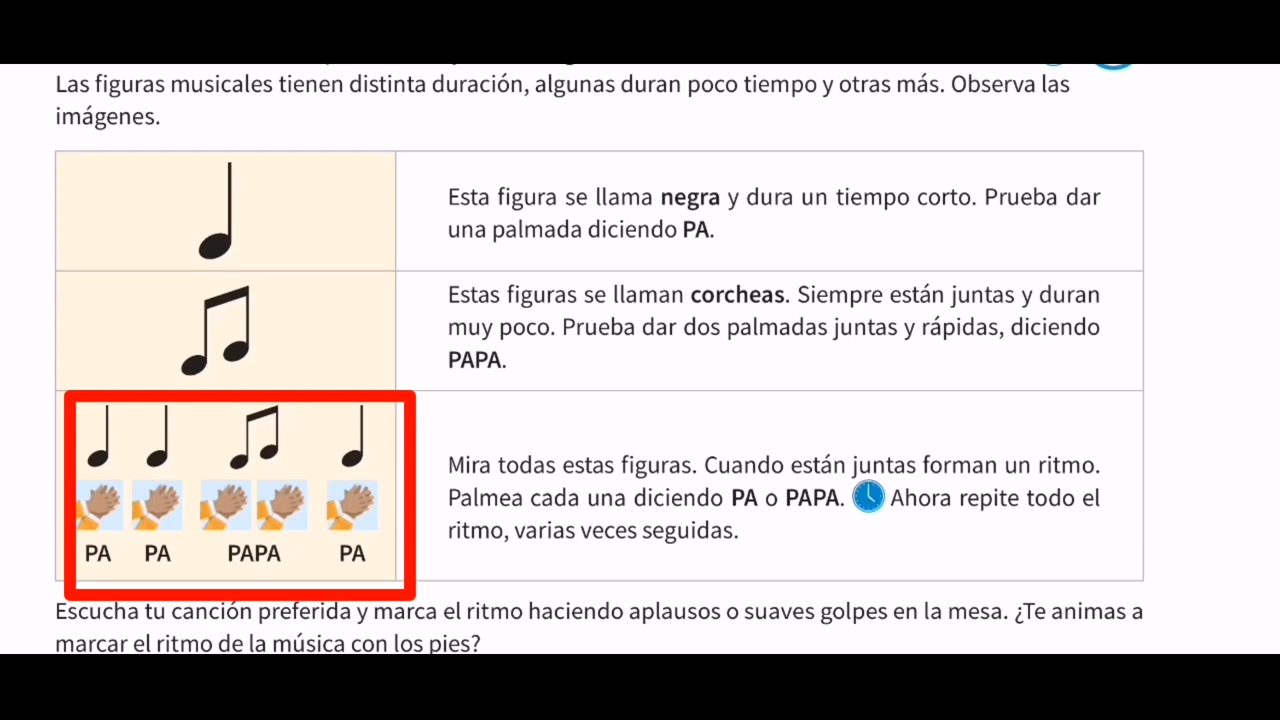 Las figuras musicales tienen distinta duración, algunas duran poco tiempo y otras más. Observa las
imágenes.
Esta figura se llama negra y dura un tiempo corto. Prueba dar
una palmada diciendo PA.
Estas figuras se llaman corcheas. Siempre están juntas y duran
muy poco. Prueba dar dos palmadas juntas y rápidas, diciendo
PAPA.
PA PA PAPA PA
Mira todas estas figuras. Cuando están juntas forman un ritmo.
Palmea cada una diciendo PA o PAPA. Ahora repite todo el
ritmo, varias veces seguidas.
Escucha tu canción preferida y marca el ritmo haciendo aplausos o suaves golpes en la mesa. ¿Te animas a
marcar el ritmo de la música con los pies?